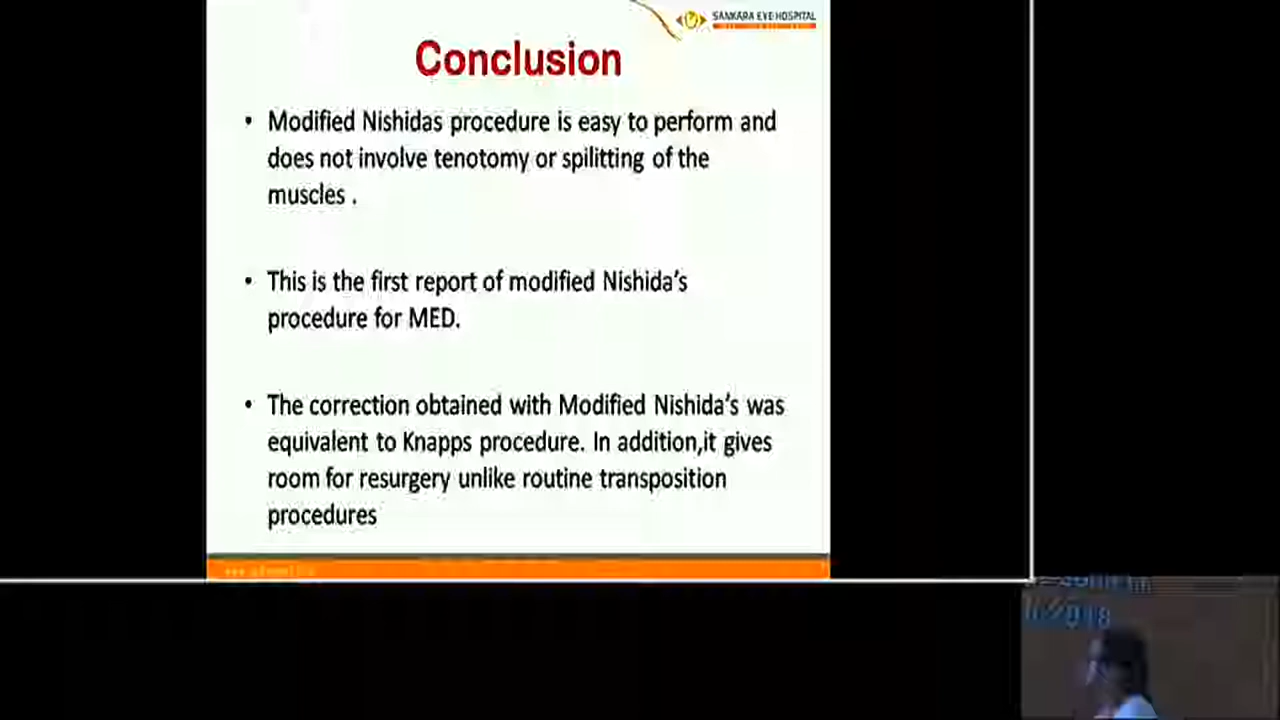 SANKARA EYE HOSPITAL
Conclusion
• Modified Nishidas procedure is easy to perform and
does not involve tenotomy or spilitting of the
muscles .
• This is the first report of modified Nishida's
procedure for MED.
• The correction obtained with Modified Nishida's was
equivalent to Knapps procedure. In addition,it gives
room for resurgery unlike routine transposition
procedures